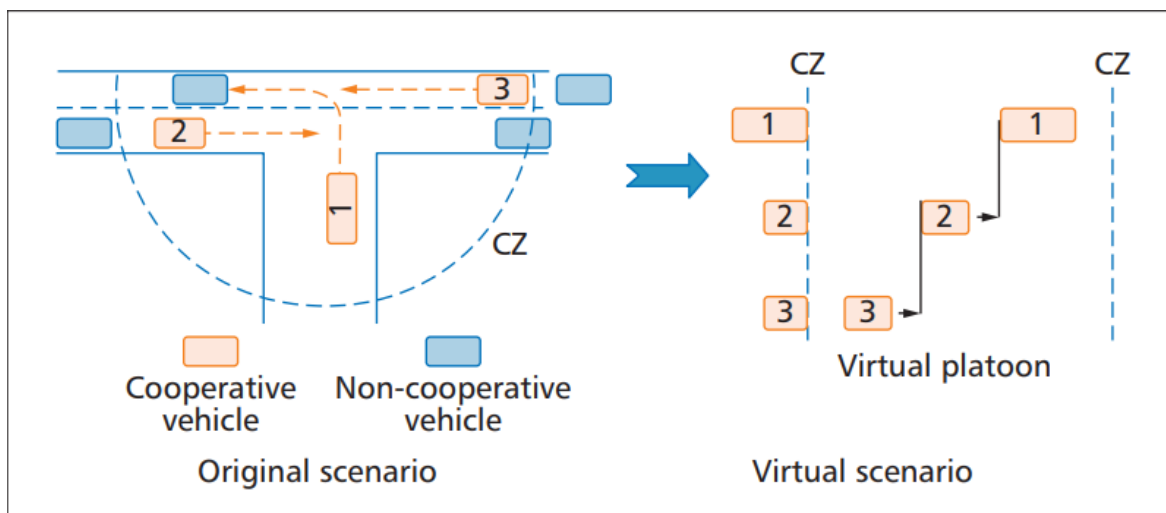 CZ
CZ
3
1
1
2
1
2
2
CZ
3
3
Virtual platoon
Cooperative
vehicle
Non-cooperative
vehicle
Original scenario
Virtual scenario